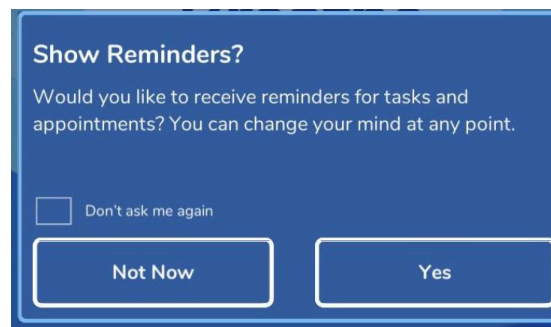 Show Reminders?
Would you like to receive reminders for tasks and
appointments? You can change your mind at any point.
Don't ask me again
Not Now
Yes